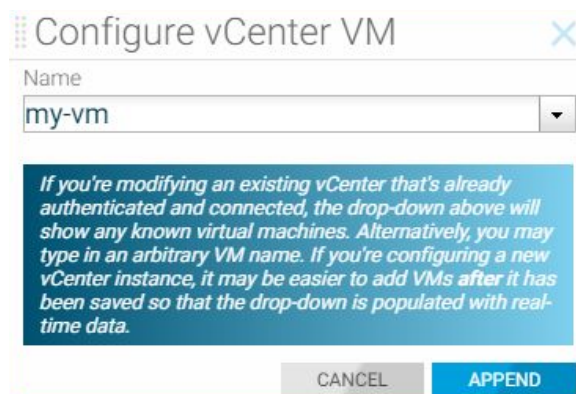 Configure vCenter VM
Name
my-vm
If you're modifying an existing vCenter that's already
authenticated and connected, the drop-down above will
show any known virtual machines. Alternatively, you may
type in an arbitrary VM name. If you're configuring a new
vCenter instance, it may be easier to add VMs after it has
been saved so that the drop-down is populated with real-
time data.
CANCEL
APPEND